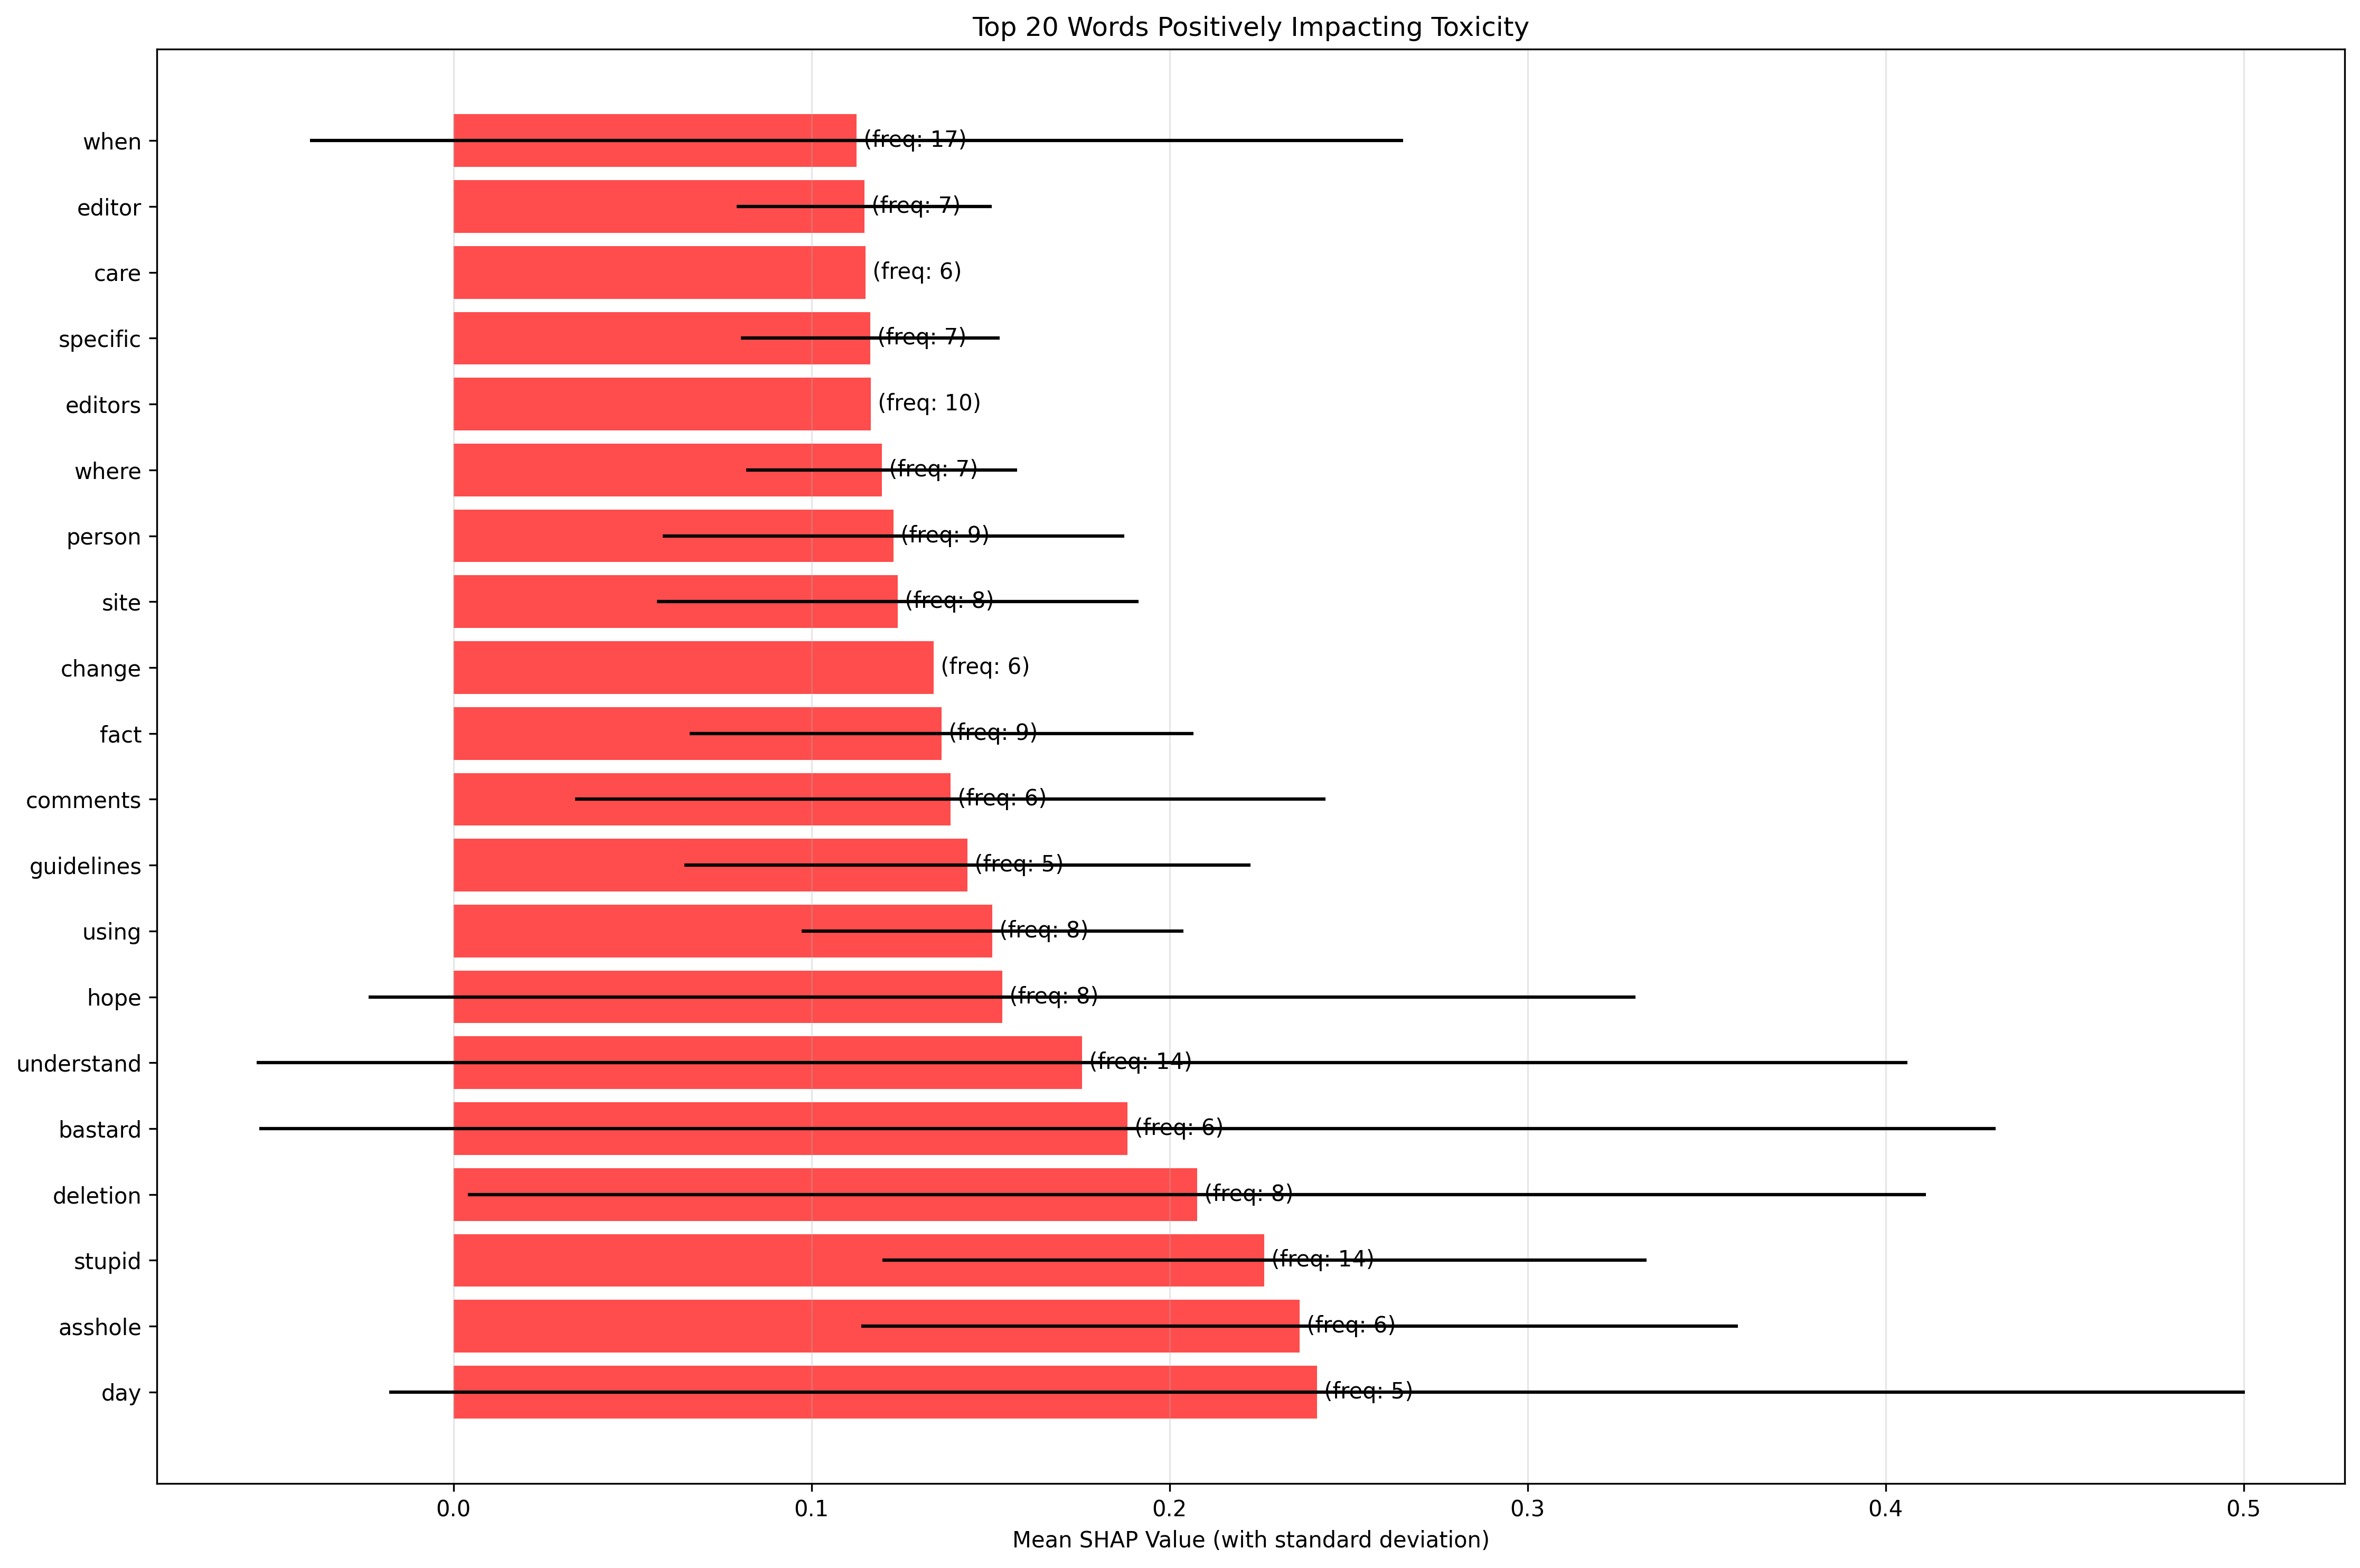 Top 20 Words Positively Impacting Toxicity
when (freq: 17)
editor (freq: 7)
care (freq: 6)
specific (freq: 7)
editors (freq: 10)
where (freq: 7)
person (freq: 9)
site (freq: 8)
change (freq: 6)
fact (freq: 9)
comments (freq: 6)
guidelines (freq: 5)
using (freq: 8)
hope (freq: 8)
understand (freq: 14)
bastard (freq: 6)
deletion (freq: 8)
stupid (freq: 14)
asshole (freq: 6)
day (freq: 5)
0.0 0.1 0.2 0.3 0.4 0.5
Mean SHAP Value (with standard deviation)